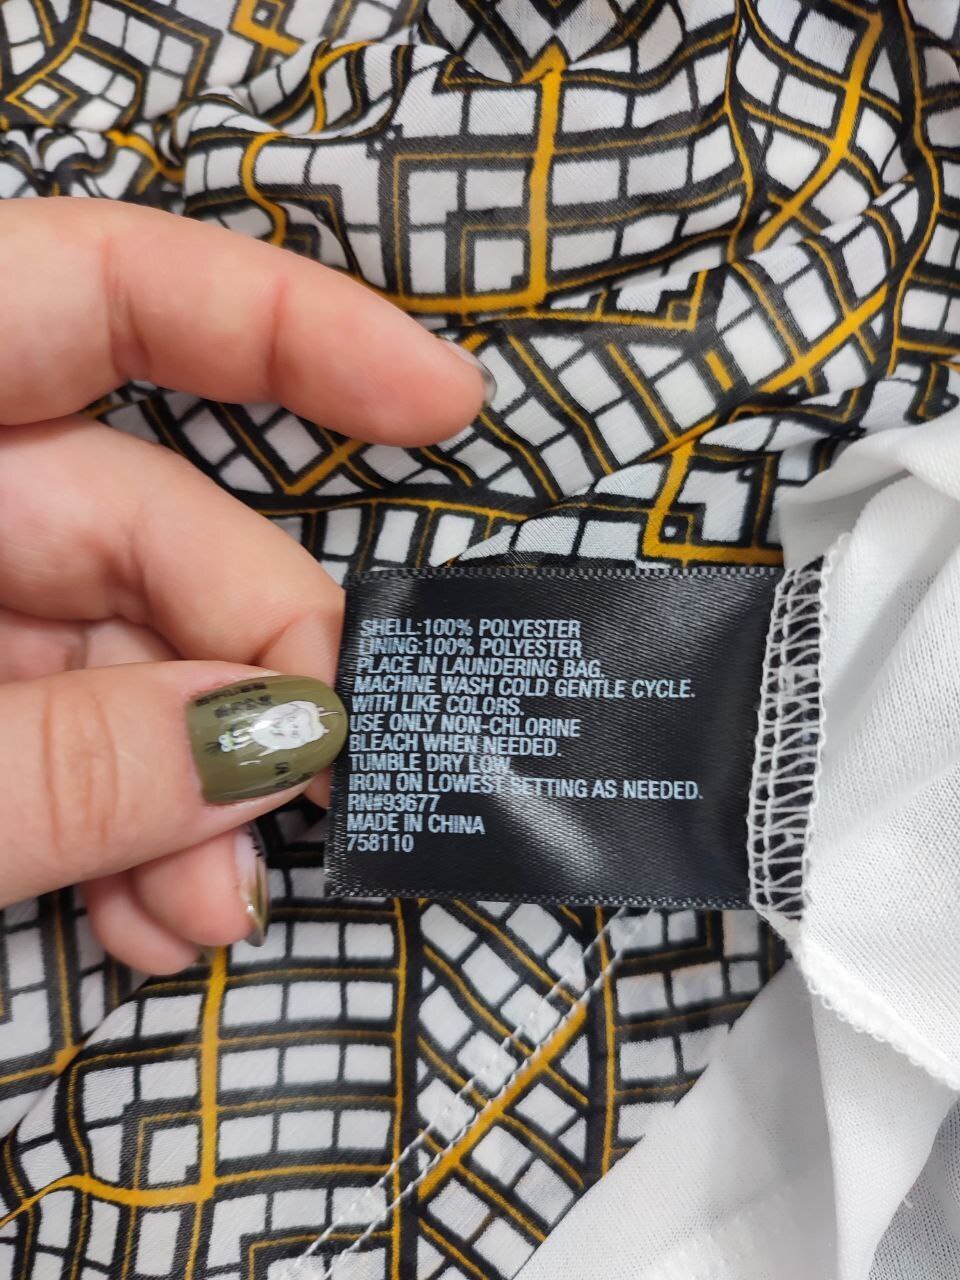 SHELL:100% POLYESTER
LINING:100% POLYESTER
PLACE IN LAUNDERING BAG.
MACHINE WASH COLD GENTLE CYCLE.
WITH LIKE COLORS.
USE ONLY NON-CHLORINE
BLEACH WHEN NEEDED.
TUMBLE DRY LOW
IRON ON LOWEST SETTING AS NEEDED.
RN#93677
MADE IN CHINA
758110